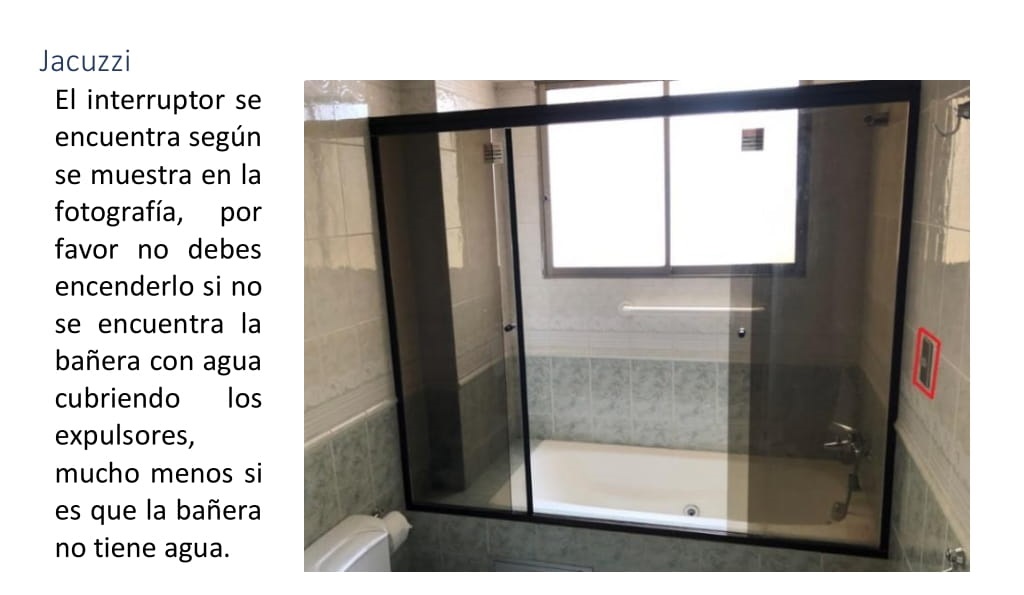 Jacuzzi
El interruptor se
encuentra según
se muestra en la
fotografía, por
favor no debes
encenderlo si no
se encuentra la
bañera con agua
cubriendo los
expulsores,
mucho menos si
es que la bañera
no tiene agua.